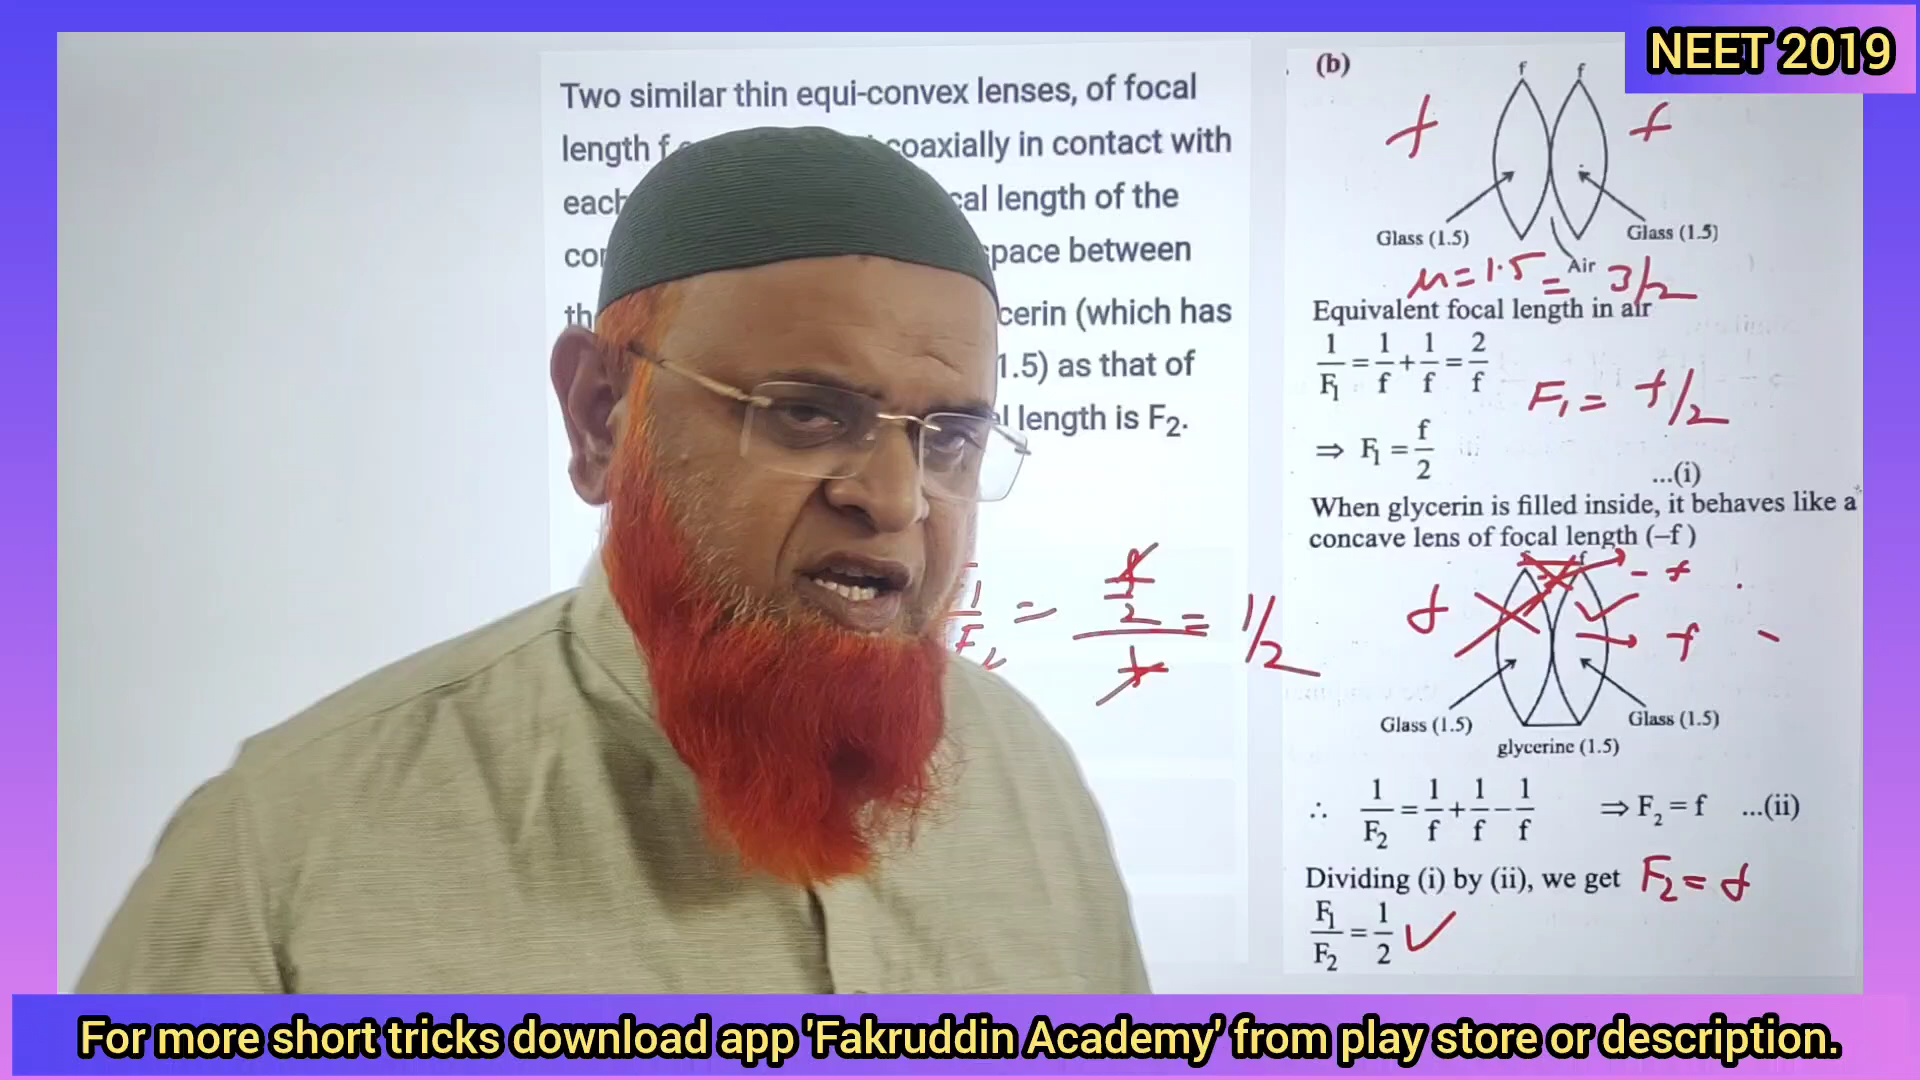 NEET 2019
Two similar thin equi-convex lenses, of focal
length f coaxially in contact with
each length of the
space between
(which has
1.5) as that of
length is F₂.
1/F₂ = (f/2)/f = 1/2
(b)
f f
f f
Glass (1.5) Glass (1.5)
Air
μ = 1.5 = 3/2
Equivalent focal length in air
1/F₁ = 1/f + 1/f = 2/f
F₁ = f/2
⇒ F₁ = f/2
...(i)
When glycerin is filled inside, it behaves like a
concave lens of focal length (–f)
f
– f
f f
Glass (1.5) Glass (1.5)
glycerine (1.5)
∴ 1/F₂ = 1/f + 1/f – 1/f ⇒ F₂ = f ...(ii)
Dividing (i) by (ii), we get F₂ = f
F₁/F₂ = 1/2 ✓
For more short tricks download app 'Fakruddin Academy' from play store or description.